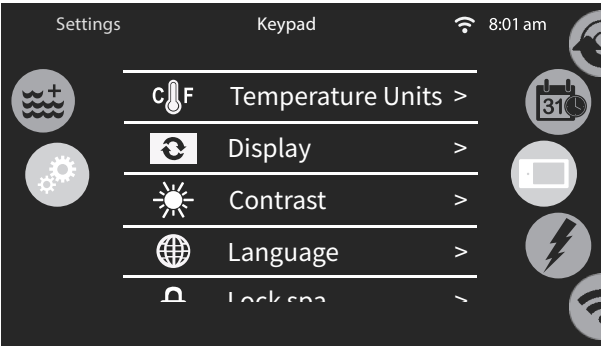 Settings Keypad 8:01 am
C F Temperature Units >
Display >
Contrast >
Language >
Lock spa >
31